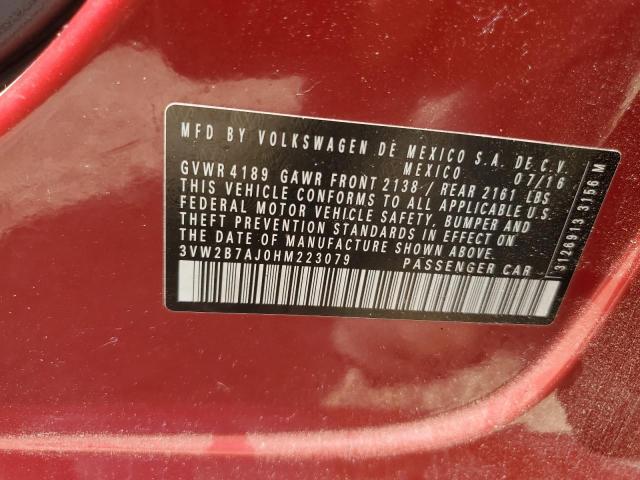 MFD BY VOLKSWAGEN DE MEXICO S.A. DE C.V.
MEXICO 07/16
GVWR 4189 GAWR FRONT 2138 / REAR 2161 LBS
THIS VEHICLE CONFORMS TO ALL APPLICABLE U.S.
FEDERAL MOTOR VEHICLE SAFETY, BUMPER AND
THEFT PREVENTION STANDARDS IN EFFECT ON
THE DATE OF MANUFACTURE SHOWN ABOVE.
3VW2B7AJ0HM223079 PASSENGER CAR
3126913 3156 M